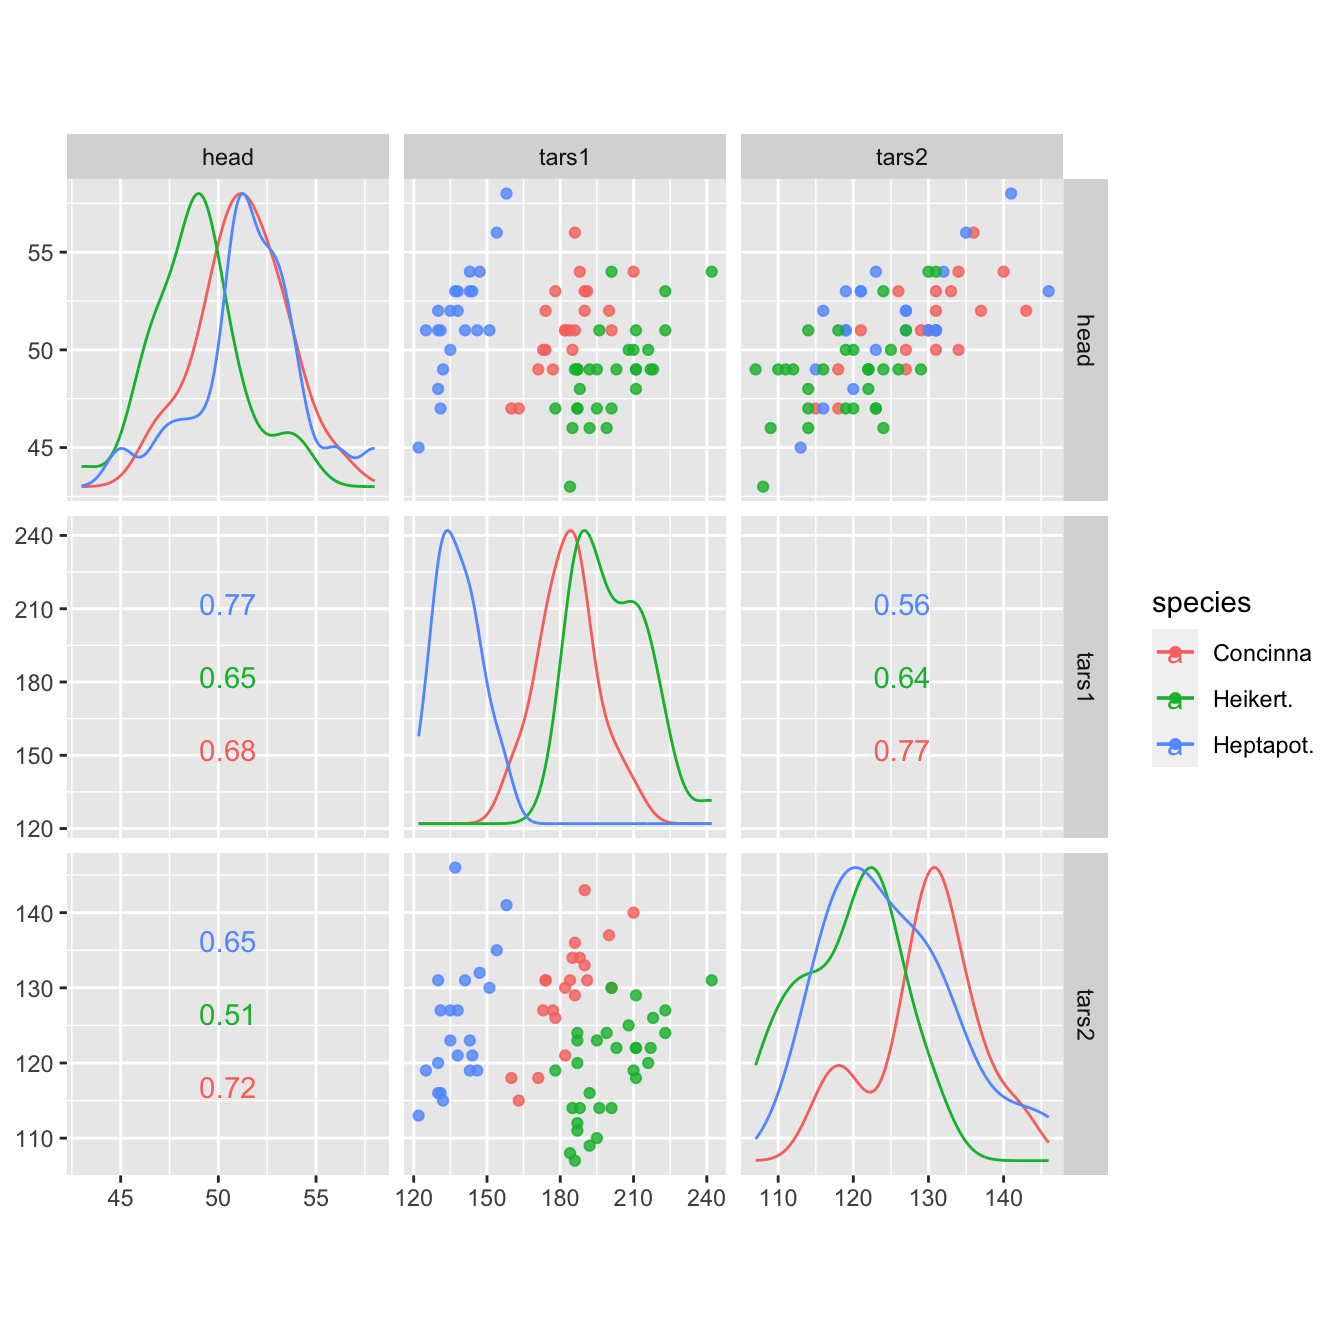 head tars1 tars2
55
50
45
head
240
210
180
150
120
0.77
0.65
0.68
0.56
0.64
0.77
tars1
140
130
120
110
0.65
0.51
0.72
tars2
45 50 55 120 150 180 210 240 110 120 130 140
species
a Concinna
a Heikert.
a Heptapot.